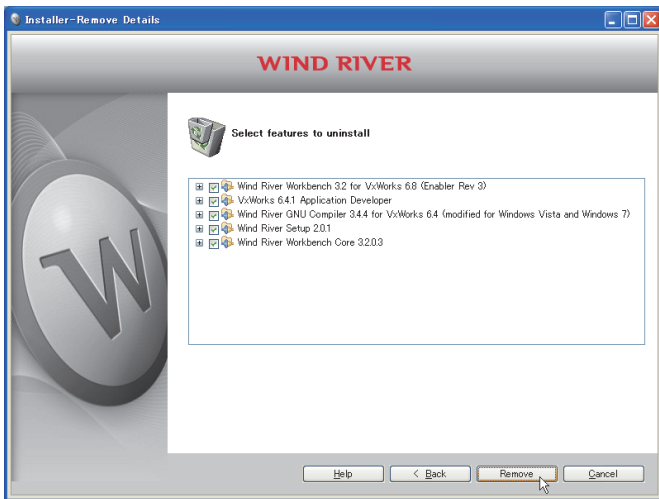 Installer-Remove Details
WIND RIVER
Select features to uninstall
Wind River Workbench 3.2 for VxWorks 6.8 (Enabler Rev 3)
VxWorks 6.4.1 Application Developer
Wind River GNU Compiler 3.4.4 for VxWorks 6.4 (modified for Windows Vista and Windows 7)
Wind River Setup 2.0.1
Wind River Workbench Core 3.2.0.3
W
Help < Back Remove Cancel